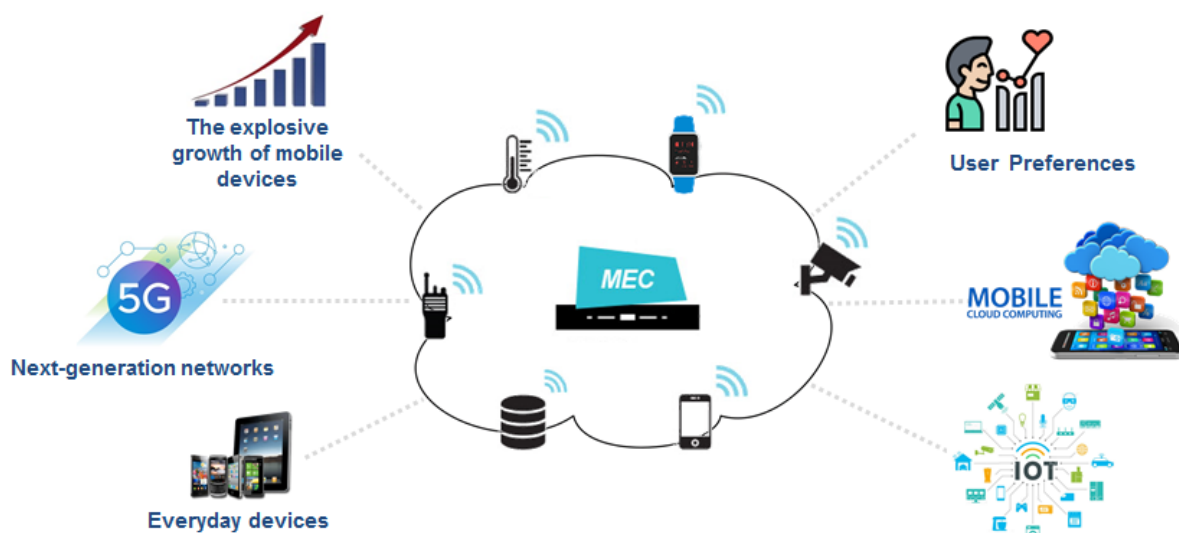 The explosive
growth of mobile
devices
User Preferences
MEC
5G
MOBILE
CLOUD COMPUTING
Next-generation networks
IOT
Everyday devices